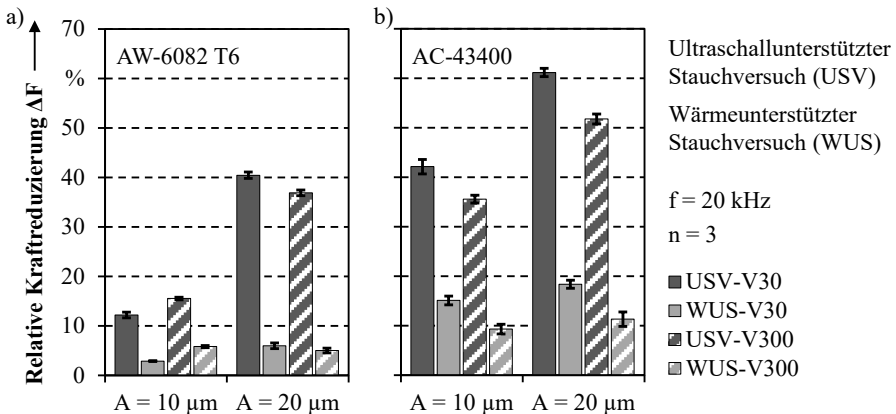 a)
Relative Kraftreduzierung ΔF
70
%
50
40
30
20
10
0
AW-6082 T6
A = 10 µm
A = 20 µm
b)
AC-43400
A = 10 µm
A = 20 µm
Ultraschallunterstützter
Stauchversuch (USV)
Wärmeunterstützter
Stauchversuch (WUS)
f = 20 kHz
n = 3
USV-V30
WUS-V30
USV-V300
WUS-V300